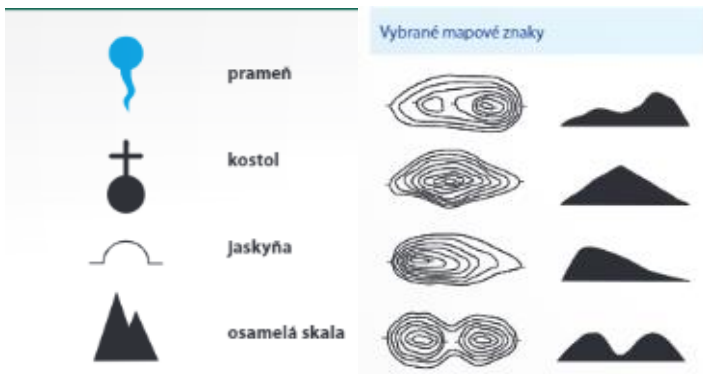 prameň
kostol
jaskyňa
osamelá skala
Vybrané mapové znaky